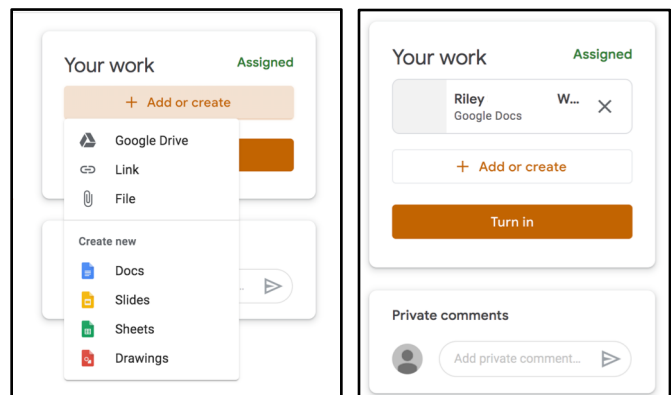 Your work Assigned
+ Add or create
Google Drive
Link
File
Create new
Docs
Slides
Sheets
Drawings
Your work Assigned
Riley W...
Google Docs
+ Add or create
Turn in
Private comments
Add private comment...